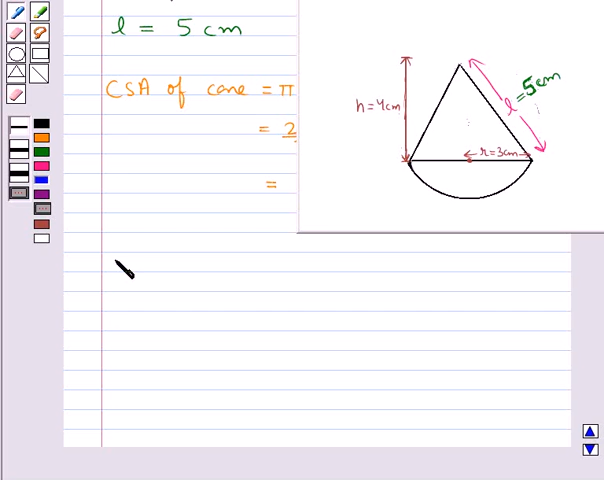 l = 5 cm
CSA of cone = π
= 2
=
h = 4cm
l = 5cm
r = 3cm